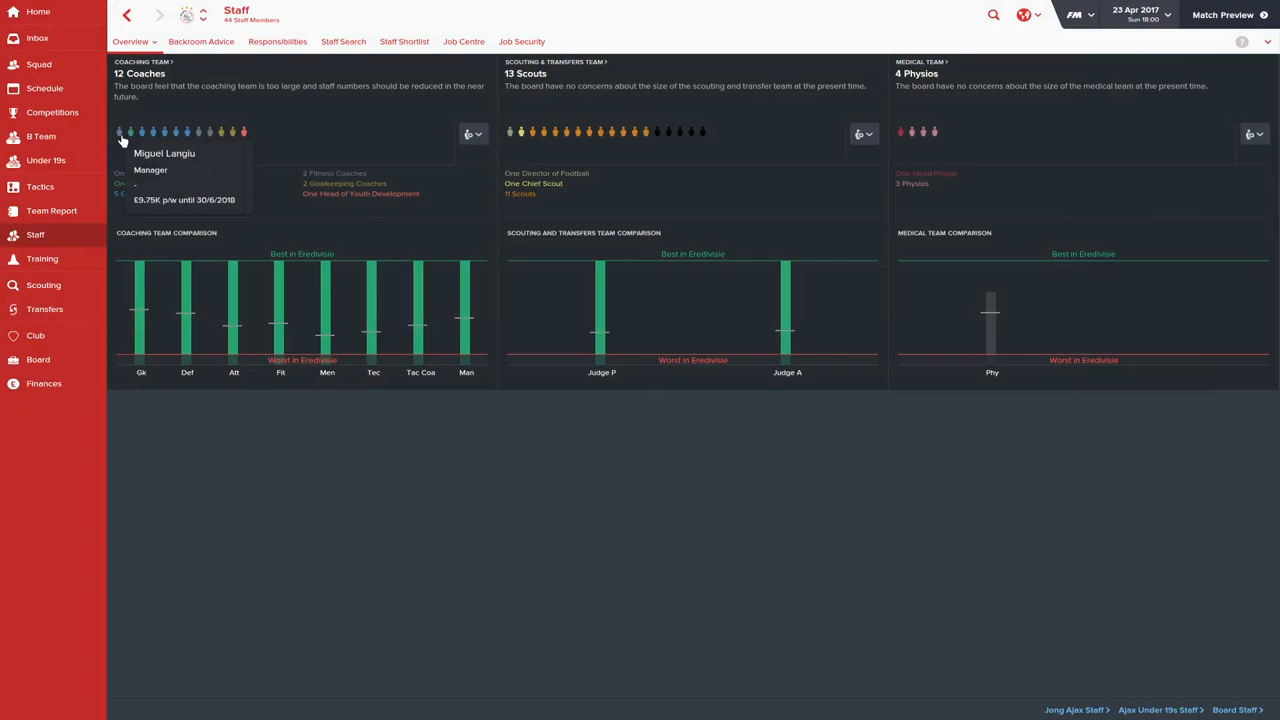 Home
Inbox
Squad
Schedule
Competitions
B Team
Under 19s
Tactics
Team Report
Staff
Training
Scouting
Transfers
Club
Board
Finances
Staff
44 Staff Members
FM
23 Apr 2017
Sun 18:00
Match Preview
Overview
Backroom Advice
Responsibilities
Staff Search
Staff Shortlist
Job Centre
Job Security
?
COACHING TEAM >
12 Coaches
The board feel that the coaching team is too large and staff numbers should be reduced in the near
future.
Miguel Langiu
Manager
-
£9.75K p/w until 30/6/2018
2 Fitness Coaches
2 Goalkeeping Coaches
One Head of Youth Development
SCOUTING & TRANSFERS TEAM >
13 Scouts
The board have no concerns about the size of the scouting and transfer team at the present time.
One Director of Football
One Chief Scout
11 Scouts
MEDICAL TEAM >
4 Physios
The board have no concerns about the size of the medical team at the present time.
One Head Physio
3 Physios
COACHING TEAM COMPARISON
Best in Eredivisie
Worst in Eredivisie
Gk Def Att Fit Men Tec Tac Coa Man
SCOUTING AND TRANSFERS TEAM COMPARISON
Best in Eredivisie
Worst in Eredivisie
Judge P Judge A
MEDICAL TEAM COMPARISON
Best in Eredivisie
Worst in Eredivisie
Phy
Jong Ajax Staff > Ajax Under 19s Staff > Board Staff >